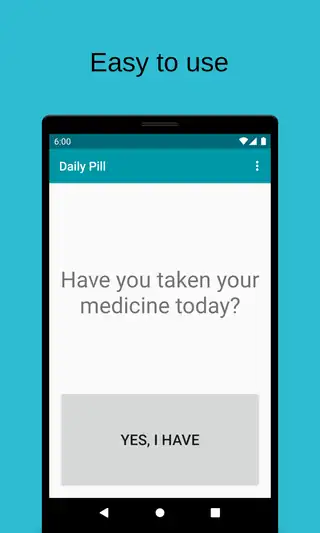 Easy to use
6:00
Daily Pill
Have you taken your
medicine today?
YES, I HAVE